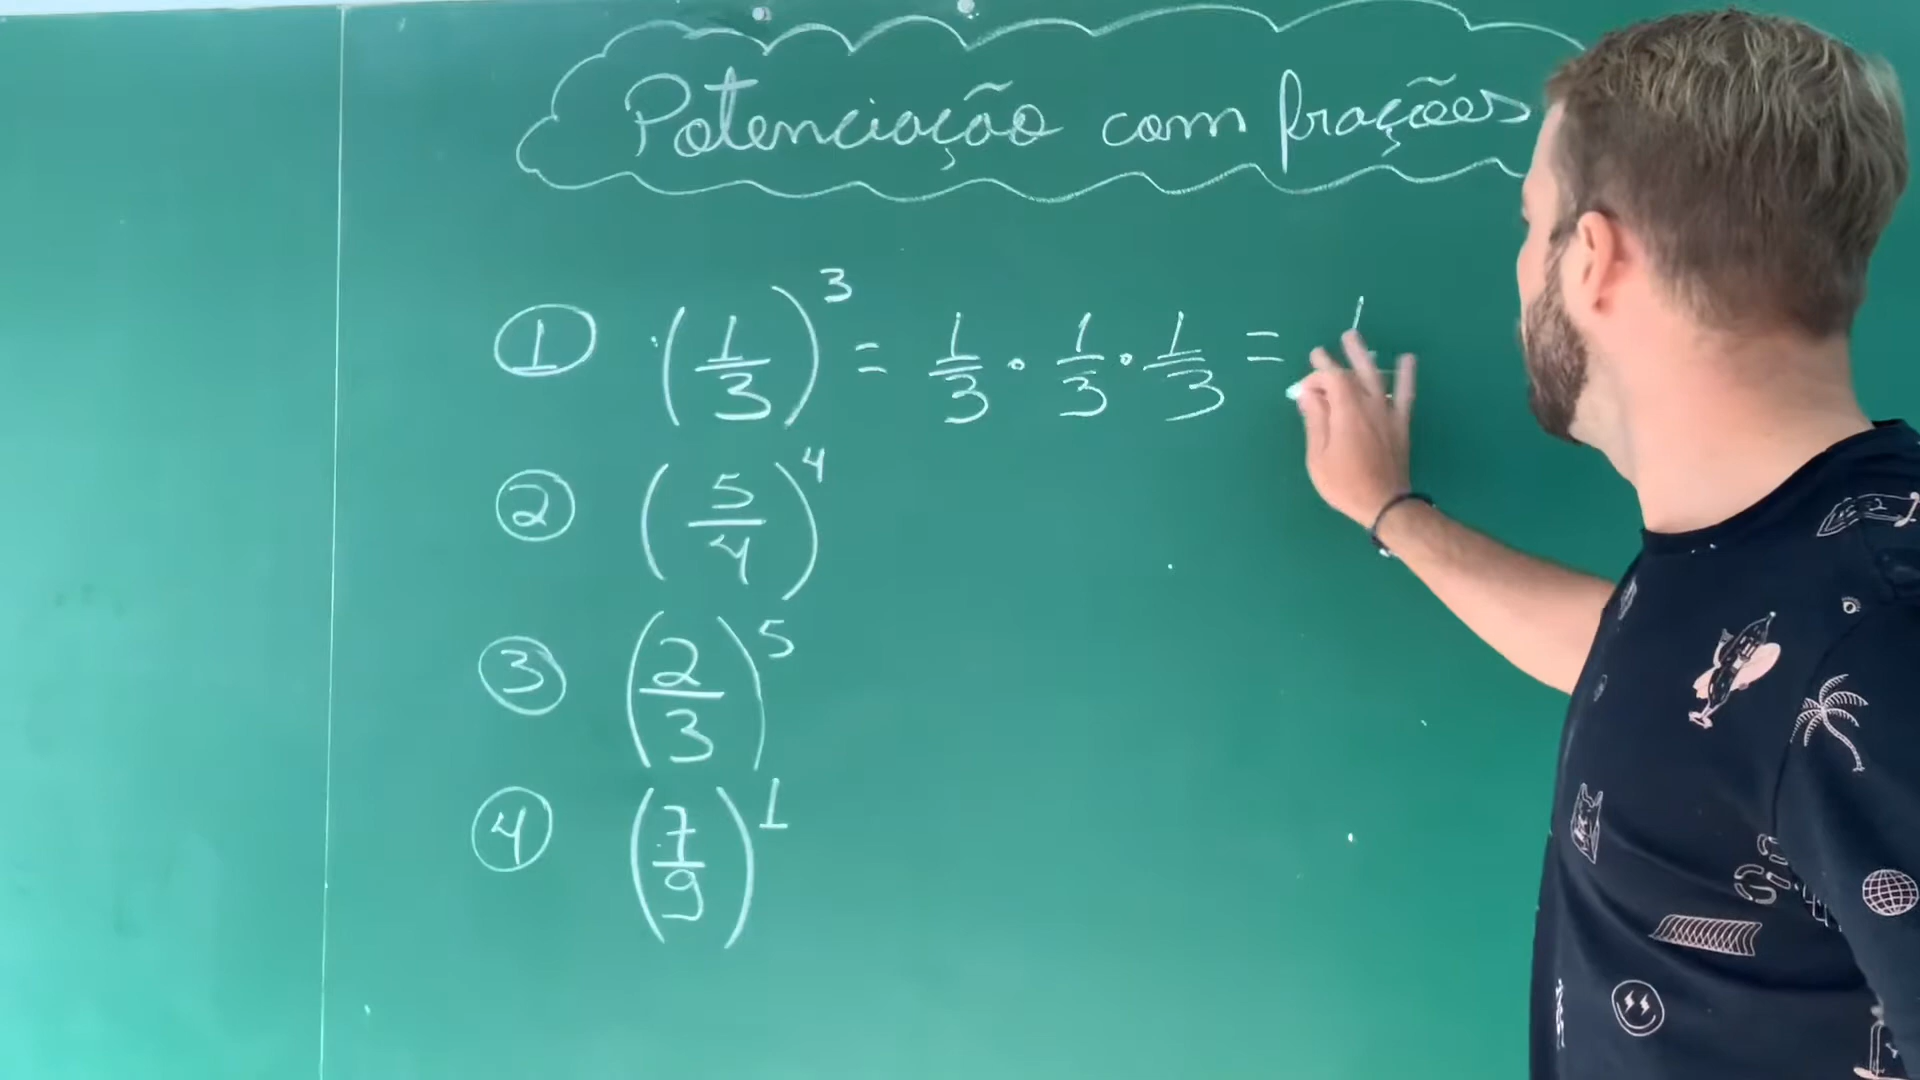 Potenciação com frações
① (1/3)³ = 1/3 · 1/3 · 1/3 = 1
② (5/4)⁴
③ (2/3)⁵
④ (7/9)¹